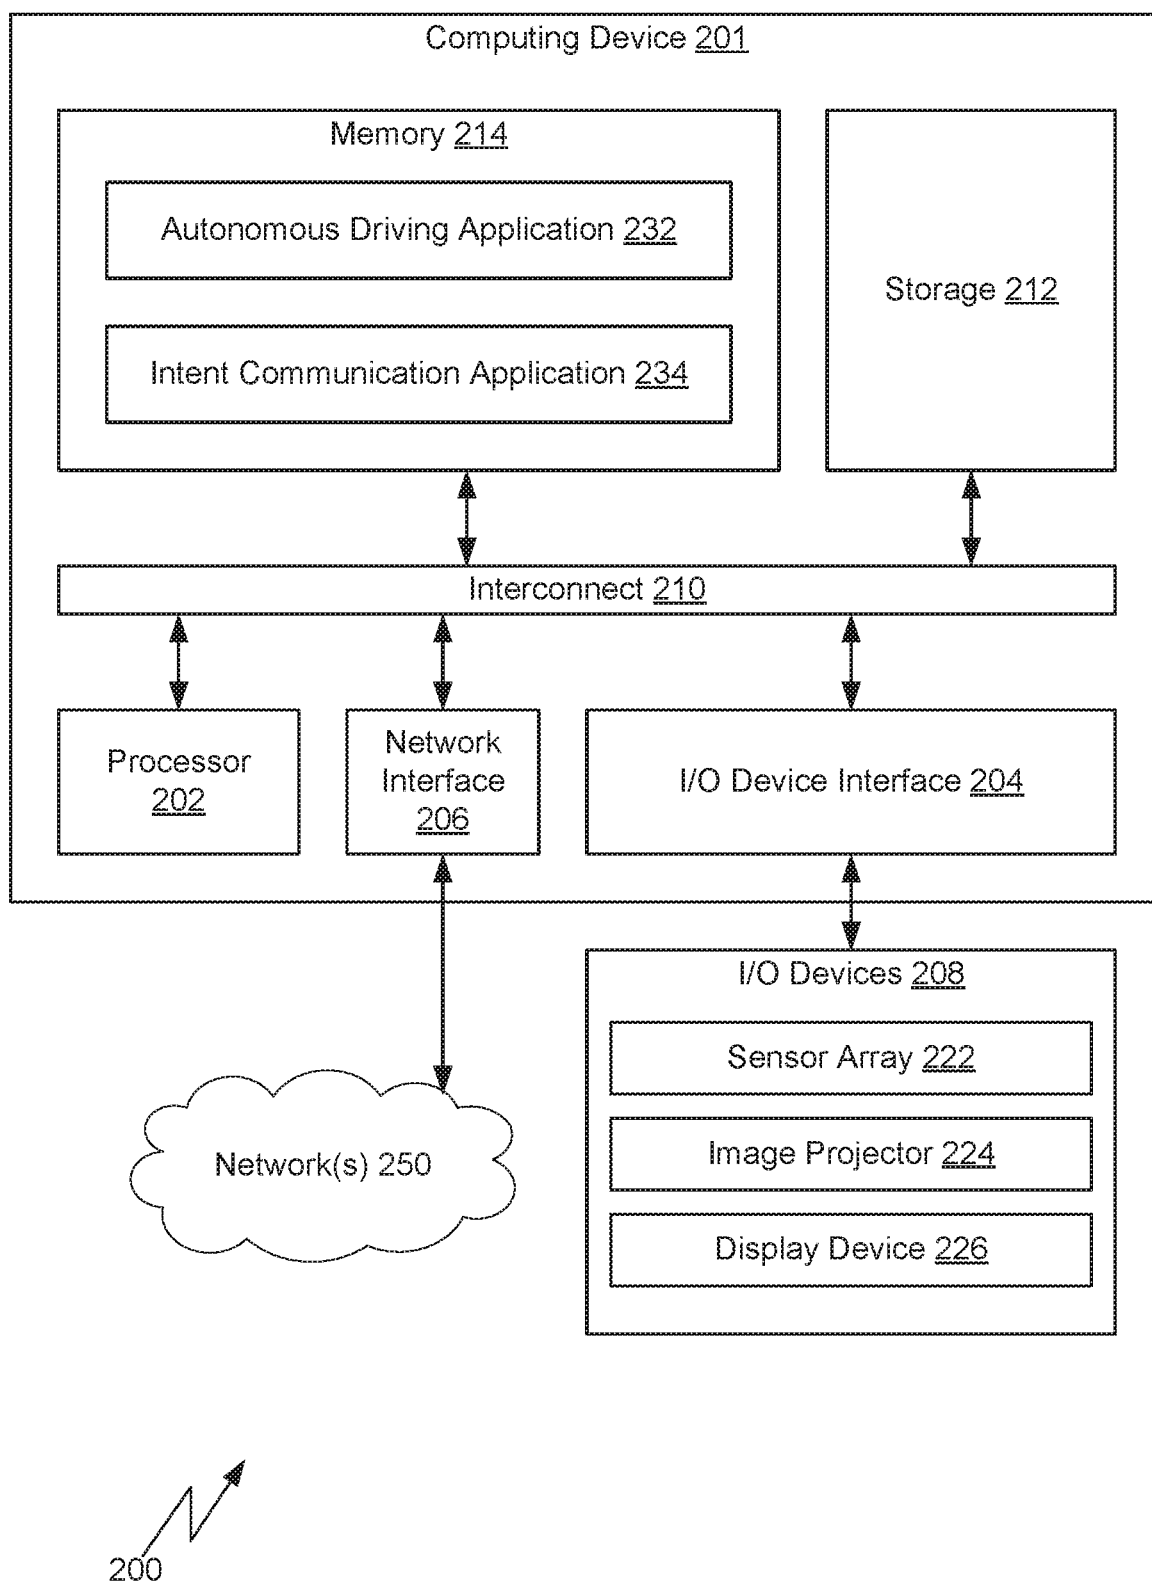 Computing Device 201
Memory 214
Autonomous Driving Application 232
Intent Communication Application 234
Storage 212
Interconnect 210
Processor
202
Network
Interface
206
I/O Device Interface 204
I/O Devices 208
Sensor Array 222
Image Projector 224
Display Device 226
Network(s) 250
200